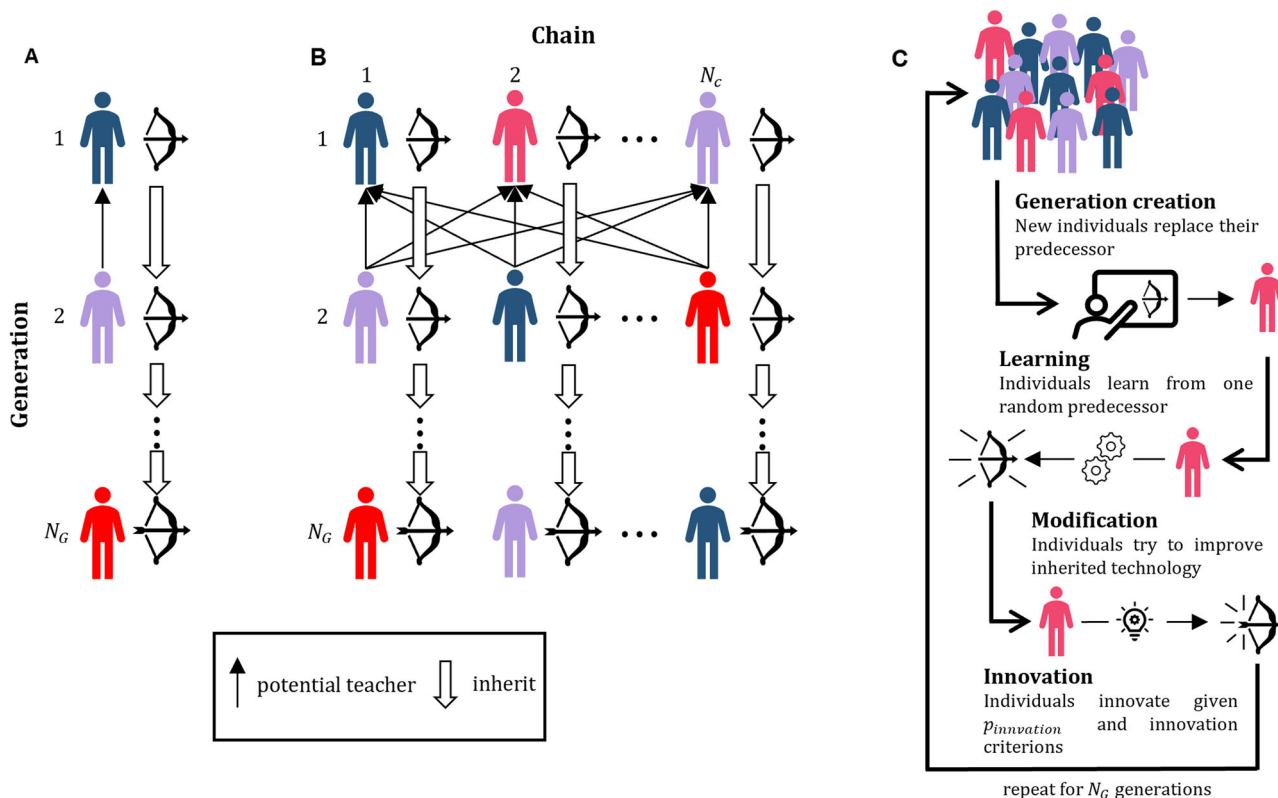 A
B
Chain
1
2
N_c
C
Generation
1
2
N_G
1
2
N_G
potential teacher
inherit
Generation creation
New individuals replace their
predecessor
Learning
Individuals learn from one
random predecessor
Modification
Individuals try to improve
inherited technology
Innovation
Individuals innovate given
p_innvation and innovation
criterions
repeat for N_G generations